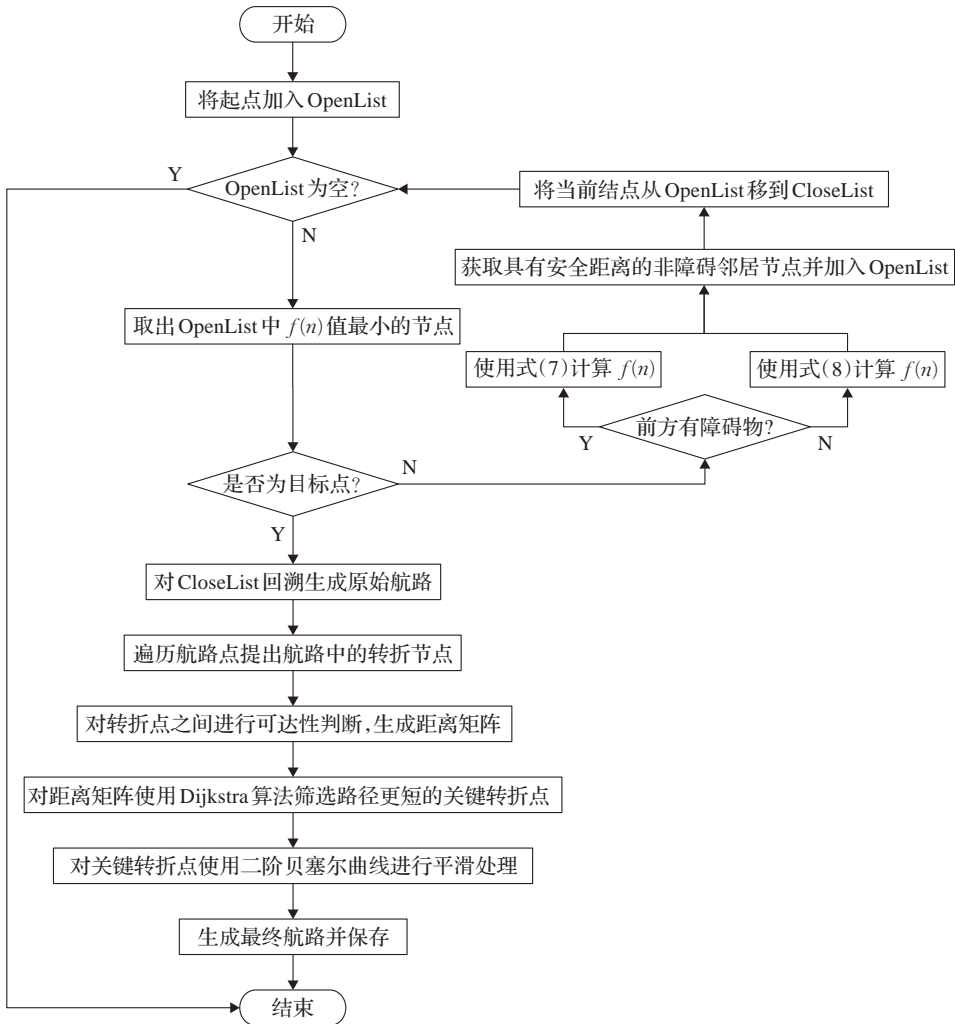 开始
将起点加入OpenList
Y
OpenList为空?
将当前结点从OpenList移到CloseList
N
获取具有安全距离的非障碍邻居节点并加入OpenList
取出OpenList中 f(n)值最小的节点
使用式(7)计算 f(n)
使用式(8)计算 f(n)
前方有障碍物?
Y
N
是否为目标点?
N
Y
对CloseList回溯生成原始航路
遍历航路点提出航路中的转折节点
对转折点之间进行可达性判断,生成距离矩阵
对距离矩阵使用Dijkstra算法筛选路径更短的关键转折点
对关键转折点使用二阶贝塞尔曲线进行平滑处理
生成最终航路并保存
结束